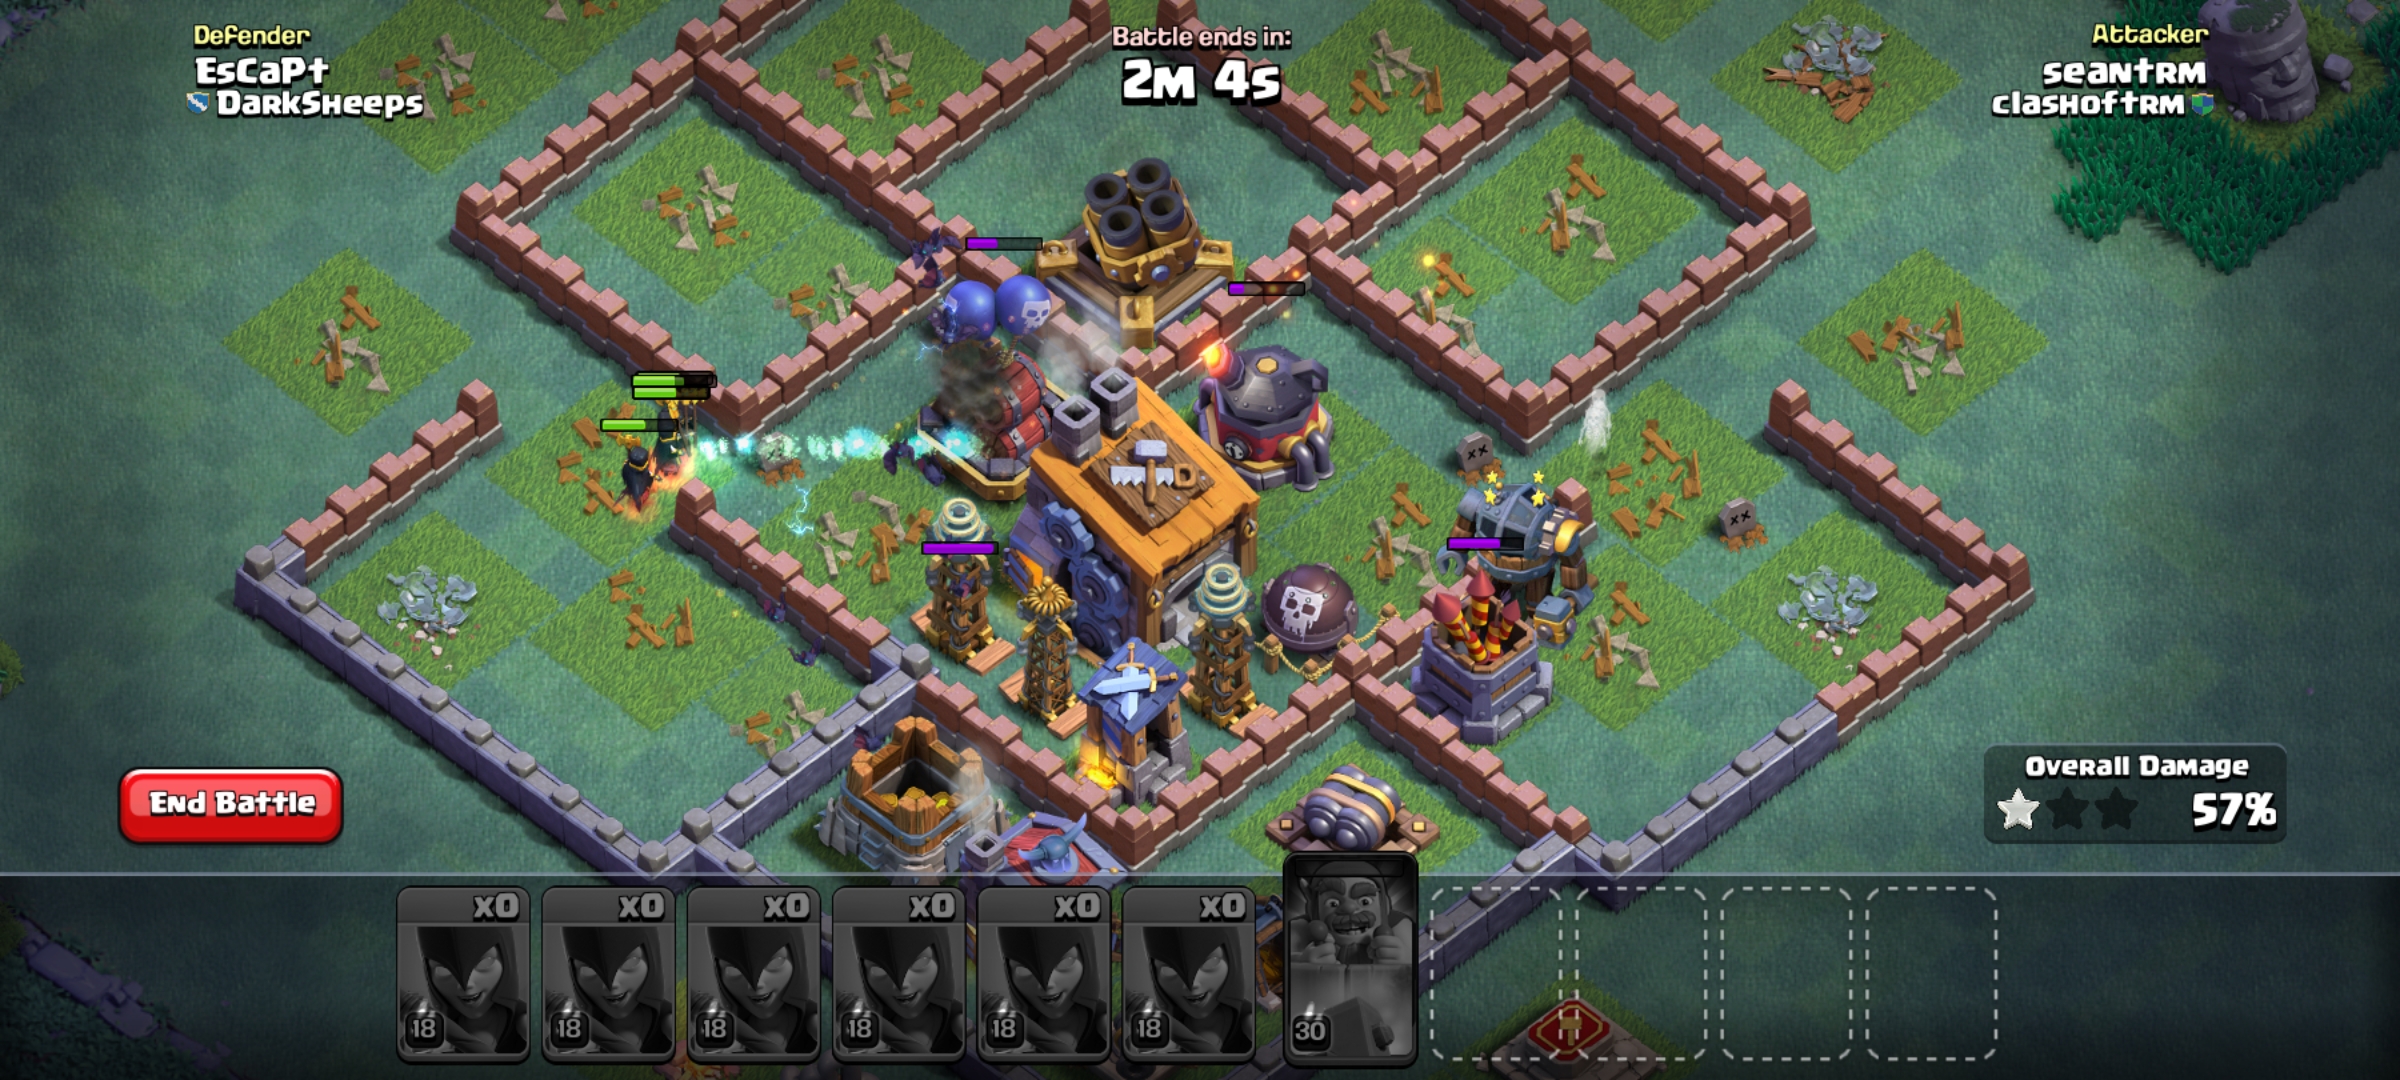 Defender
EsCaPt
DarkSheeps
Battle ends in:
2M 4s
Attacker
seantRM
clashoftRM
End Battle
Overall Damage
57%
x0 x0 x0 x0 x0 x0
18 18 18 18 18 18 30